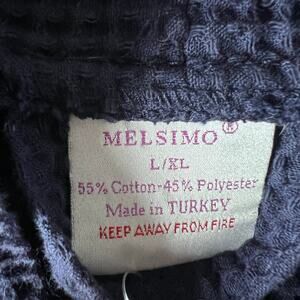 MELSIMO®
L/XL
55% Cotton-45% Polyester
Made in TURKEY
KEEP AWAY FROM FIRE